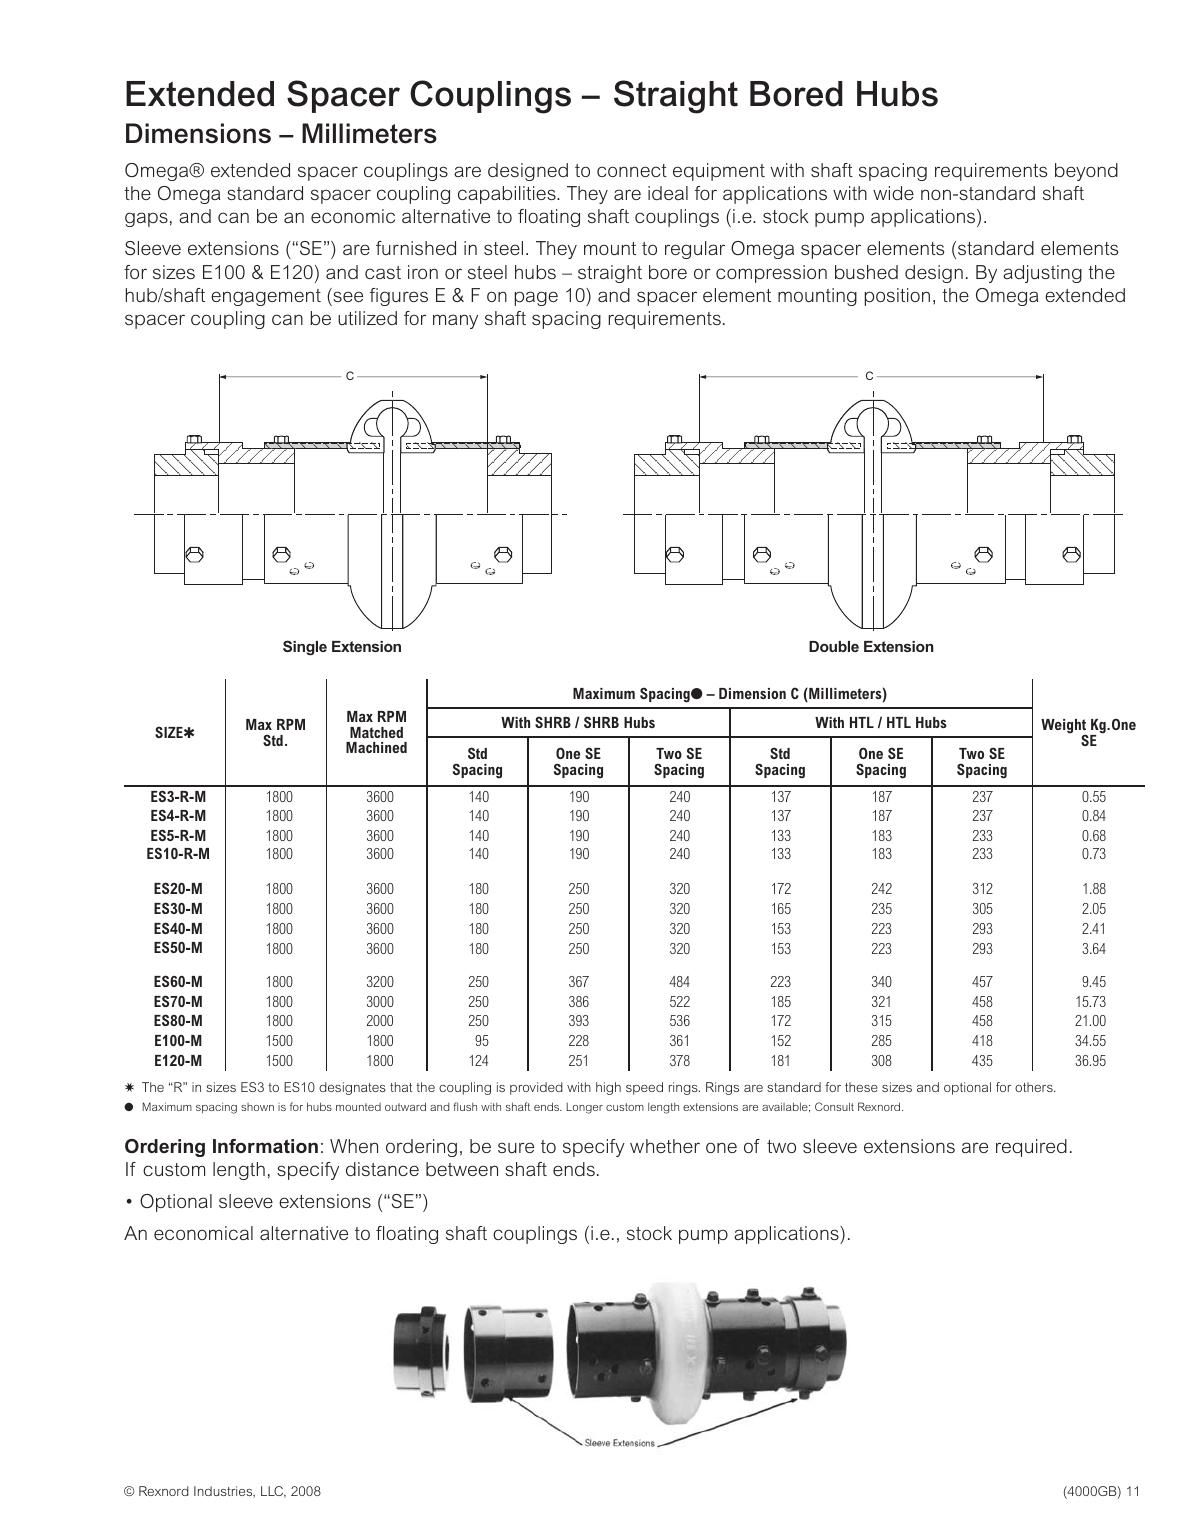 Extended Spacer Couplings – Straight Bored Hubs
Dimensions – Millimeters
Omega® extended spacer couplings are designed to connect equipment with shaft spacing requirements beyond
the Omega standard spacer coupling capabilities. They are ideal for applications with wide non-standard shaft
gaps, and can be an economic alternative to floating shaft couplings (i.e. stock pump applications).
Sleeve extensions (“SE”) are furnished in steel. They mount to regular Omega spacer elements (standard elements
for sizes E100 & E120) and cast iron or steel hubs – straight bore or compression bushed design. By adjusting the
hub/shaft engagement (see figures E & F on page 10) and spacer element mounting position, the Omega extended
spacer coupling can be utilized for many shaft spacing requirements.
C C
Single Extension Double Extension
Maximum Spacing● – Dimension C (Millimeters)
SIZE✱ Max RPM Std. Max RPM Matched Machined With SHRB / SHRB Hubs With HTL / HTL Hubs Weight Kg.One SE
Std Spacing One SE Spacing Two SE Spacing Std Spacing One SE Spacing Two SE Spacing
ES3-R-M 1800 3600 140 190 240 137 187 237 0.55
ES4-R-M 1800 3600 140 190 240 137 187 237 0.84
ES5-R-M 1800 3600 140 190 240 133 183 233 0.68
ES10-R-M 1800 3600 140 190 240 133 183 233 0.73
ES20-M 1800 3600 180 250 320 172 242 312 1.88
ES30-M 1800 3600 180 250 320 165 235 305 2.05
ES40-M 1800 3600 180 250 320 153 223 293 2.41
ES50-M 1800 3600 180 250 320 153 223 293 3.64
ES60-M 1800 3200 250 367 484 223 340 457 9.45
ES70-M 1800 3000 250 386 522 185 321 458 15.73
ES80-M 1800 2000 250 393 536 172 315 458 21.00
E100-M 1500 1800 95 228 361 152 285 418 34.55
E120-M 1500 1800 124 251 378 181 308 435 36.95
✷ The “R” in sizes ES3 to ES10 designates that the coupling is provided with high speed rings. Rings are standard for these sizes and optional for others.
● Maximum spacing shown is for hubs mounted outward and flush with shaft ends. Longer custom length extensions are available; Consult Rexnord.
Ordering Information: When ordering, be sure to specify whether one of two sleeve extensions are required.
If custom length, specify distance between shaft ends.
• Optional sleeve extensions (“SE”)
An economical alternative to floating shaft couplings (i.e., stock pump applications).
Sleeve Extensions
© Rexnord Industries, LLC, 2008 (4000GB) 11